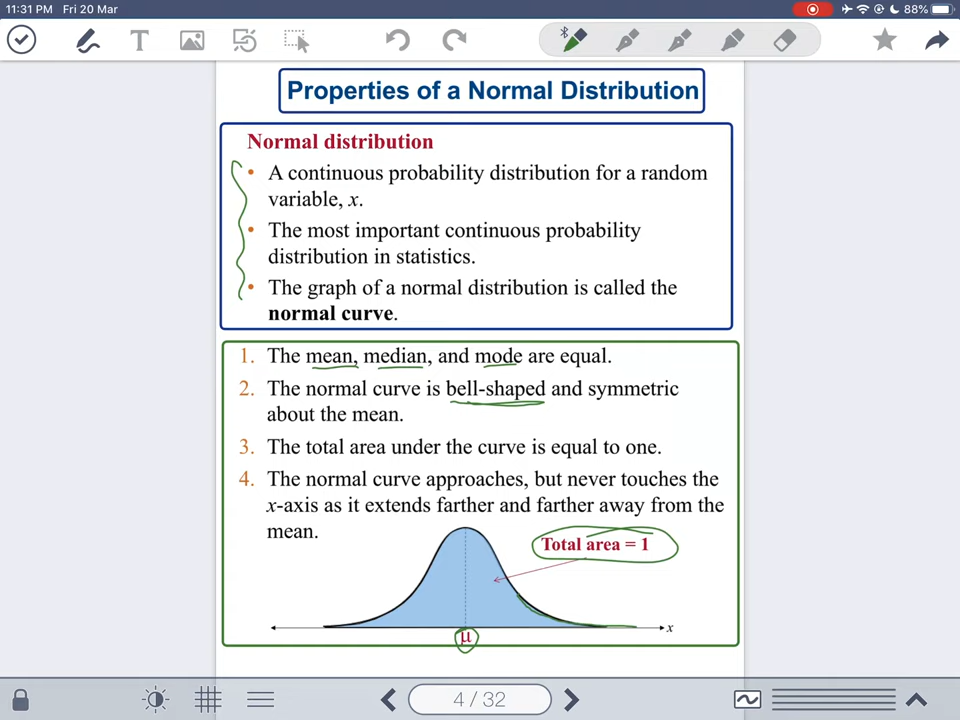 11:31 PM Fri 20 Mar
88%
T
Properties of a Normal Distribution
Normal distribution
• A continuous probability distribution for a random
variable, x.
• The most important continuous probability
distribution in statistics.
• The graph of a normal distribution is called the
normal curve.
1. The mean, median, and mode are equal.
2. The normal curve is bell-shaped and symmetric
about the mean.
3. The total area under the curve is equal to one.
4. The normal curve approaches, but never touches the
x-axis as it extends farther and farther away from the
mean.
Total area = 1
x
μ
4 / 32